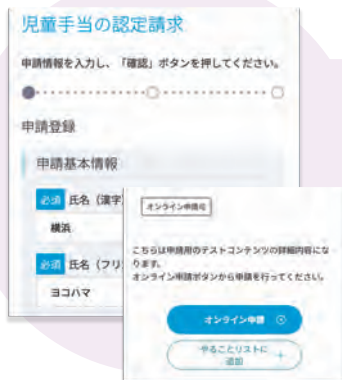 児童手当の認定請求
申請情報を入力し、「確認」ボタンを押してください。
申請登録
申請基本情報
必須 氏名（漢字
横浜
必須 氏名（フリ
ヨコハマ
オンライン申請可
こちらは申請用のテストコンテンツの詳細内容にな
ります。
オンライン申請ボタンから申請を行ってください。
オンライン申請
やることリストに
追加